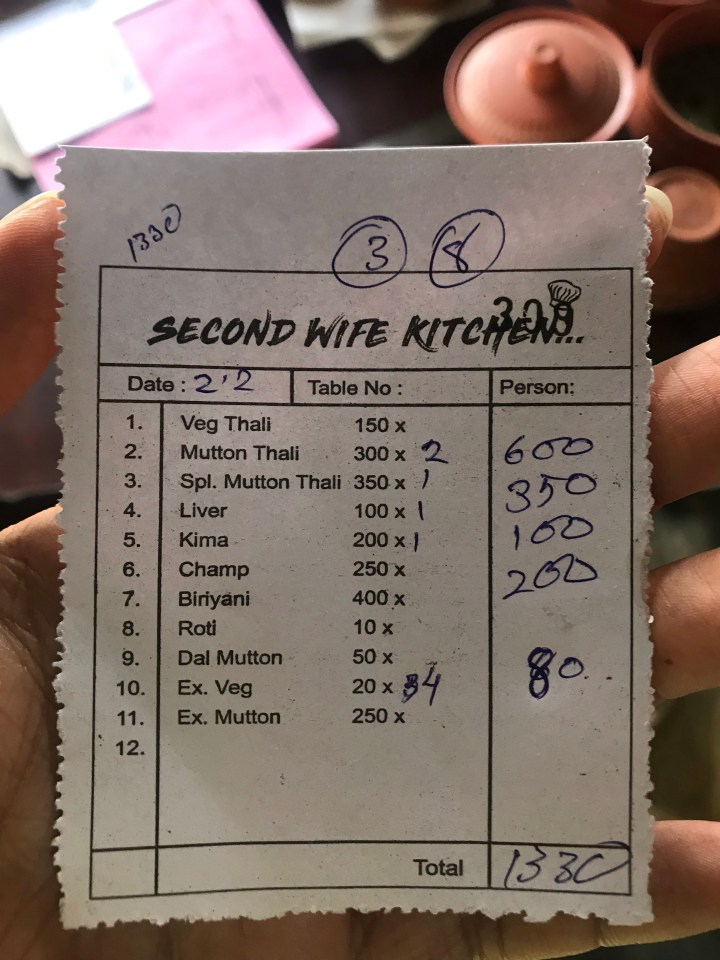 1330
3 8
309
SECOND WIFE KITCHEN...
Date : 2'2 Table No : Person:
1. Veg Thali 150 x
2. Mutton Thali 300 x 2 600
3. Spl. Mutton Thali 350 x 1 350
4. Liver 100 x 1 100
5. Kima 200 x 1 200
6. Champ 250 x
7. Biriyani 400 x
8. Roti 10 x
9. Dal Mutton 50 x
10. Ex. Veg 20 x 4 80
11. Ex. Mutton 250 x
12.
Total 1330